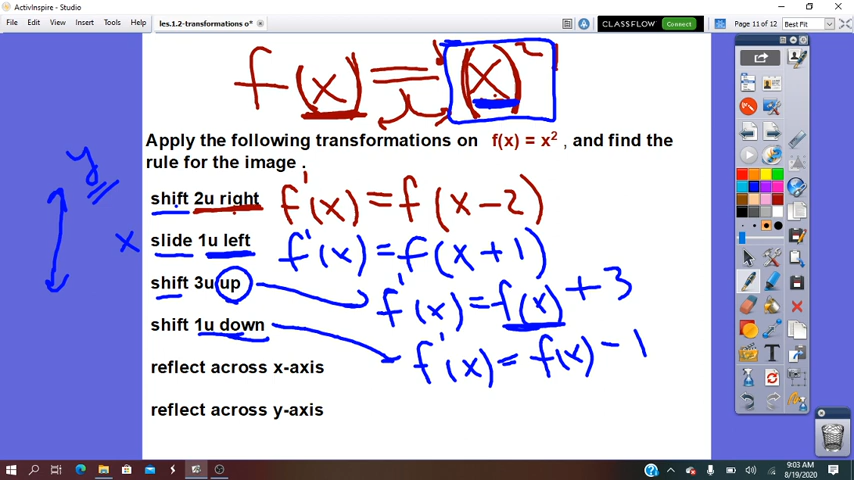 ActivInspire - Studio
File Edit View Insert Tools Help
CLASSFLOW Connect
Page 11 of 12 Best Fit
les.1.2-transformations o*
f(x) = (x)²
Apply the following transformations on f(x) = x² , and find the
rule for the image .
y
x
shift 2u right f'(x) = f(x-2)
slide 1u left f'(x) = f(x+1)
shift 3u up f'(x) = f(x) + 3
shift 1u down f'(x) = f(x) - 1
reflect across x-axis
reflect across y-axis
9:03 AM
8/19/2020